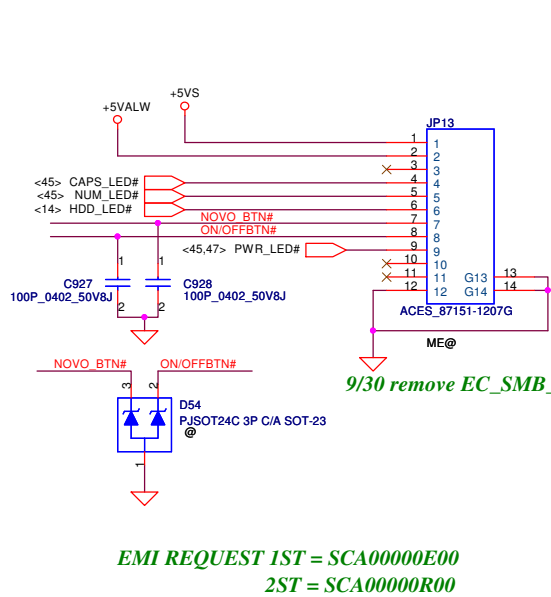 +5VS
+5VALW
JP13
1 1
2 2
3 3
<45> CAPS_LED# 4 4
<45> NUM_LED# 5 5
<14> HDD_LED# 6 6
NOVO_BTN# 7 7
ON/OFFBTN# 8 8
<45,47> PWR_LED# 9 9
10 10
11 11 G13 13
12 12 G14 14
1 1
C927 C928
100P_0402_50V8J 100P_0402_50V8J
2 2
ACES_87151-1207G
ME@
NOVO_BTN# ON/OFFBTN#
9/30 remove EC_SMB_
3 2
D54
PJSOT24C 3P C/A SOT-23
@
1
EMI REQUEST 1ST = SCA00000E00
2ST = SCA00000R00